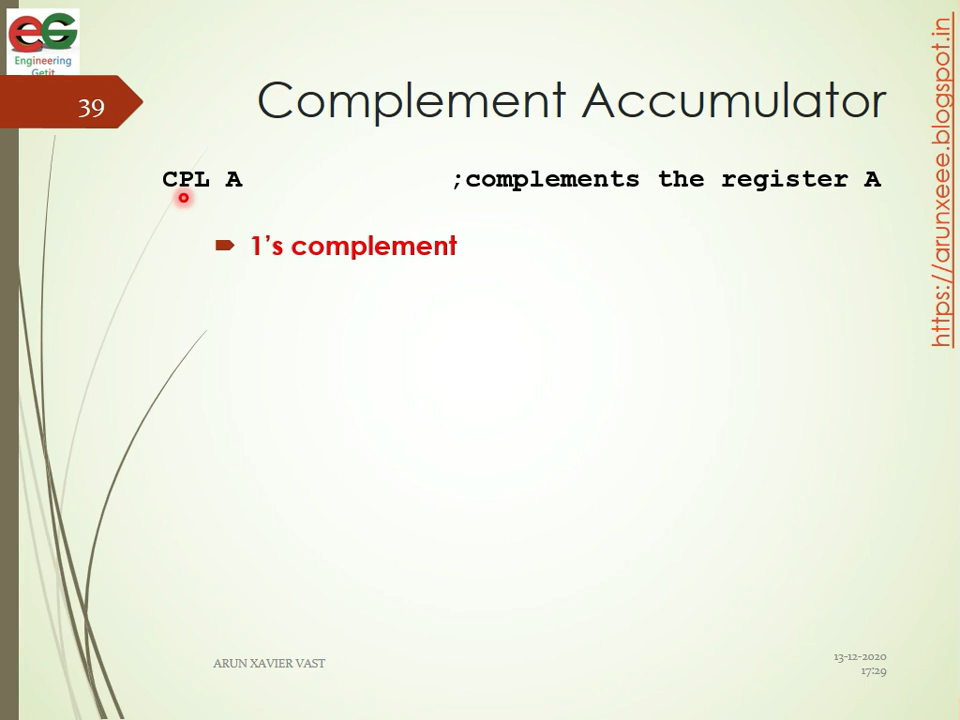 eG
Engineering
Getit
39
Complement Accumulator
CPL A ;complements the register A
1’s complement
https://arunxeee.blogspot.in
ARUN XAVIER VAST
13-12-2020
17:29